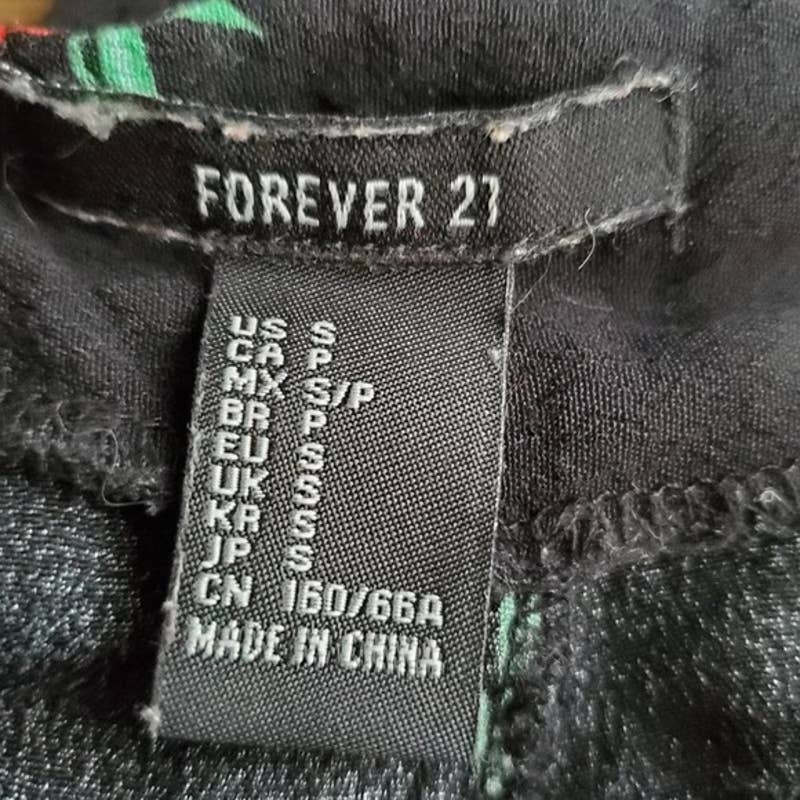 FOREVER 21
US S
CA P
MX S/P
BR P
EU S
UK S
KR S
JP S
CN 160/66A
MADE IN CHINA